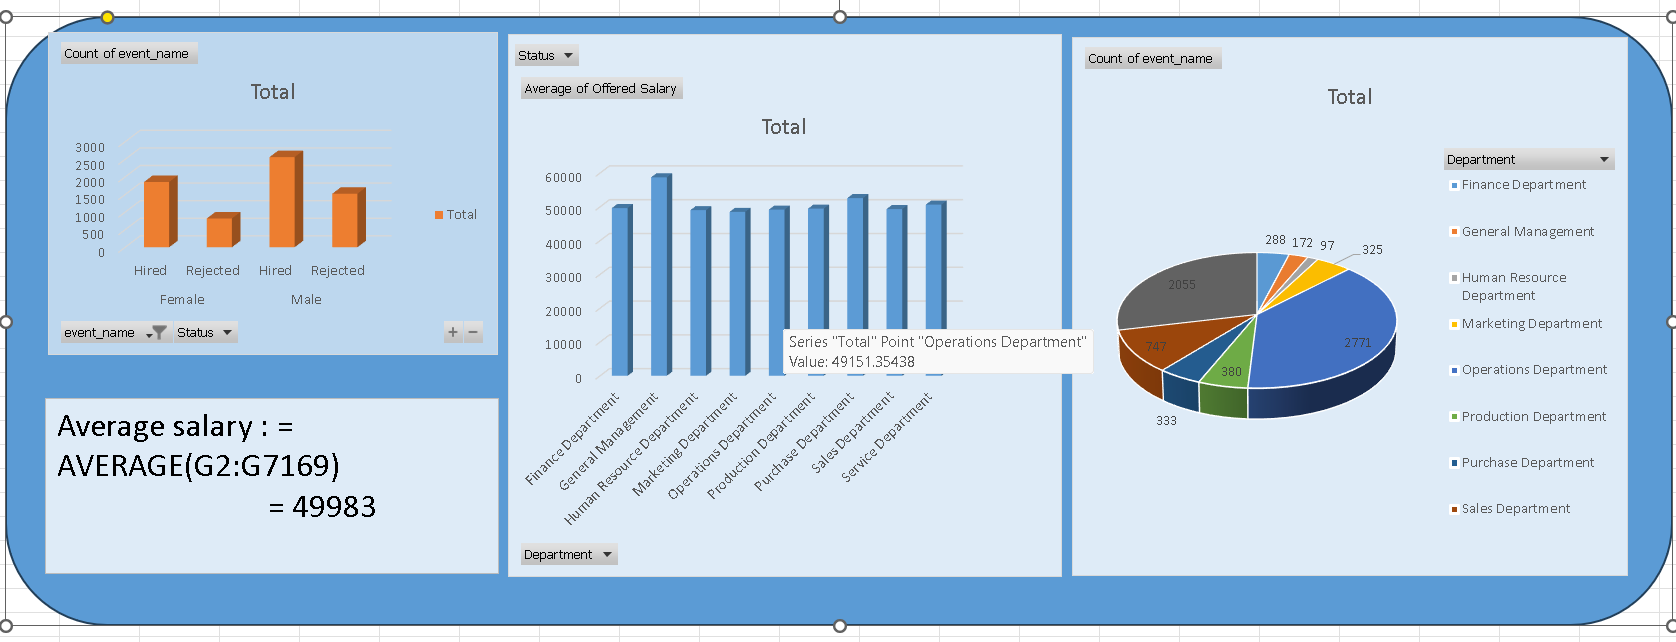 Count of event_name
Total
3000
2500
2000
1500
1000
500
0
Hired
Rejected
Hired
Rejected
Female
Male
Total
event_name
Status
+
−
Average salary : =
AVERAGE(G2:G7169)
= 49983
Status
Average of Offered Salary
Total
60000
50000
40000
30000
20000
10000
0
Series "Total" Point "Operations Department"
Value: 49151.35438
Finance Department
General Management
Human Resource Department
Marketing Department
Operations Department
Production Department
Purchase Department
Sales Department
Service Department
Department
Count of event_name
Total
288
172
97
325
2771
380
333
747
2055
Department
Finance Department
General Management
Human Resource
Department
Marketing Department
Operations Department
Production Department
Purchase Department
Sales Department